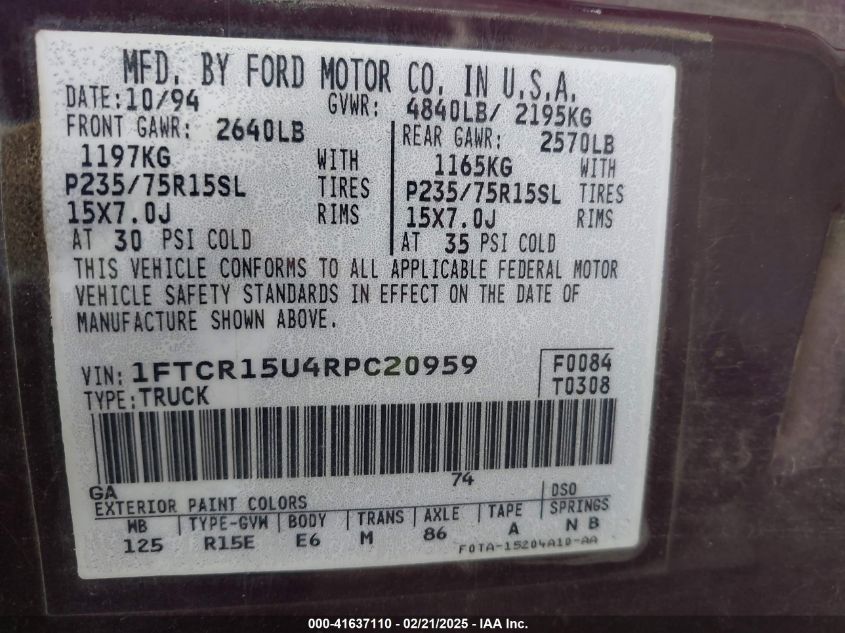 MFD. BY FORD MOTOR CO. IN U.S.A.
DATE: 10/94 GVWR: 4840LB/ 2195KG
FRONT GAWR: 2640LB REAR GAWR: 2570LB
1197KG WITH 1165KG WITH
P235/75R15SL TIRES P235/75R15SL TIRES
15X7.0J RIMS 15X7.0J RIMS
AT 30 PSI COLD AT 35 PSI COLD
THIS VEHICLE CONFORMS TO ALL APPLICABLE FEDERAL MOTOR
VEHICLE SAFETY STANDARDS IN EFFECT ON THE DATE OF
MANUFACTURE SHOWN ABOVE.
VIN: 1FTCR15U4RPC20959 F0084
TYPE: TRUCK T0308
74
GA
EXTERIOR PAINT COLORS DSO
WB TYPE-GVW BODY TRANS AXLE TAPE SPRINGS
125 R15E E6 M 86 A N B
F0TA-15204A10-AA
000-41637110 - 02/21/2025 - IAA Inc.